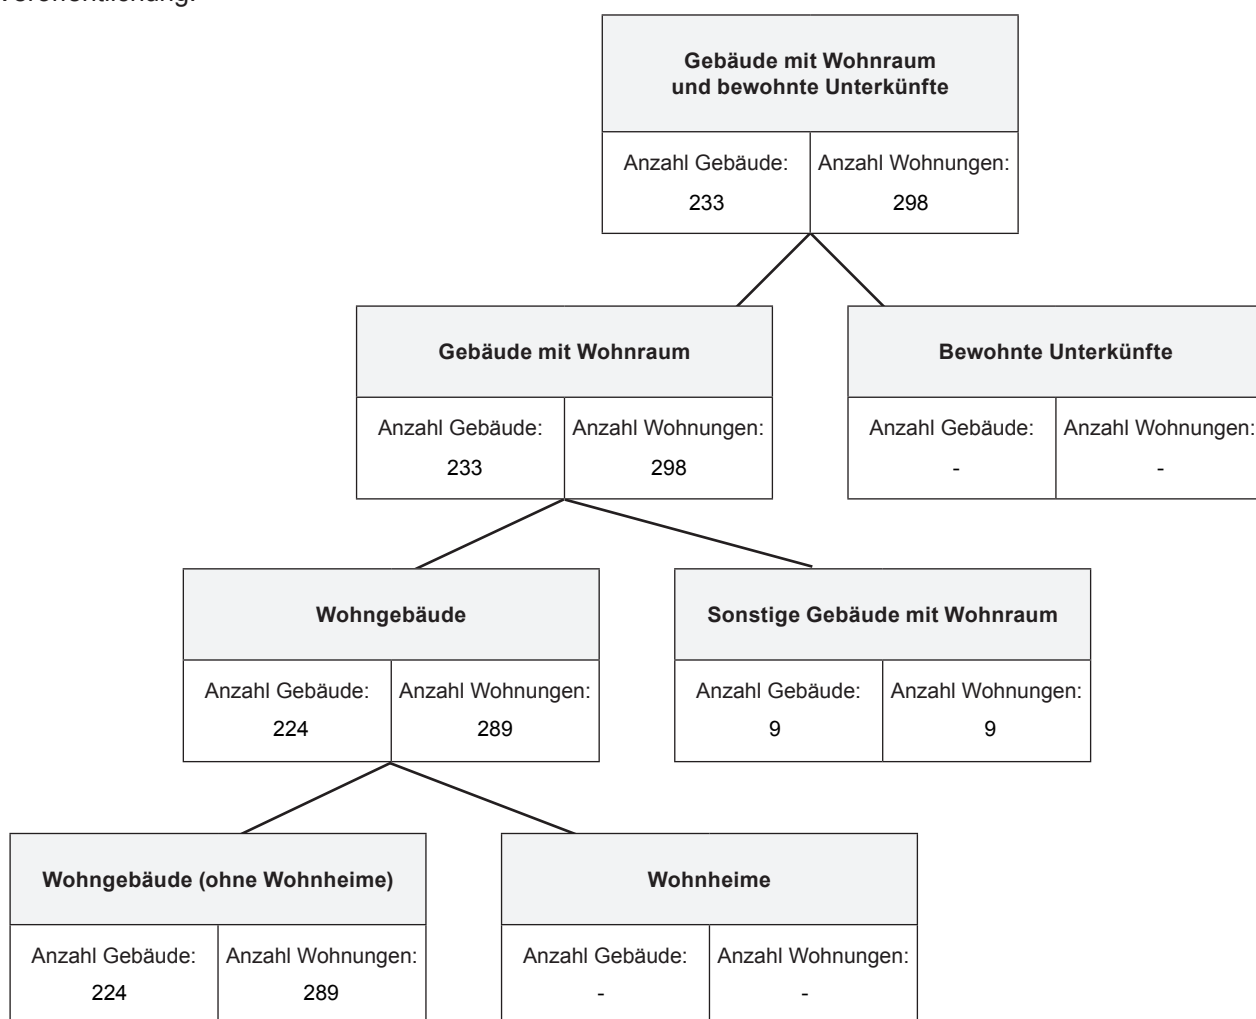 Veröffentlichung.
Gebäude mit Wohnraum
und bewohnte Unterkünfte
Anzahl Gebäude: Anzahl Wohnungen:
233 298
Gebäude mit Wohnraum
Anzahl Gebäude: Anzahl Wohnungen:
233 298
Bewohnte Unterkünfte
Anzahl Gebäude: Anzahl Wohnungen:
- -
Wohngebäude
Anzahl Gebäude: Anzahl Wohnungen:
224 289
Sonstige Gebäude mit Wohnraum
Anzahl Gebäude: Anzahl Wohnungen:
9 9
Wohngebäude (ohne Wohnheime)
Anzahl Gebäude: Anzahl Wohnungen:
224 289
Wohnheime
Anzahl Gebäude: Anzahl Wohnungen:
- -